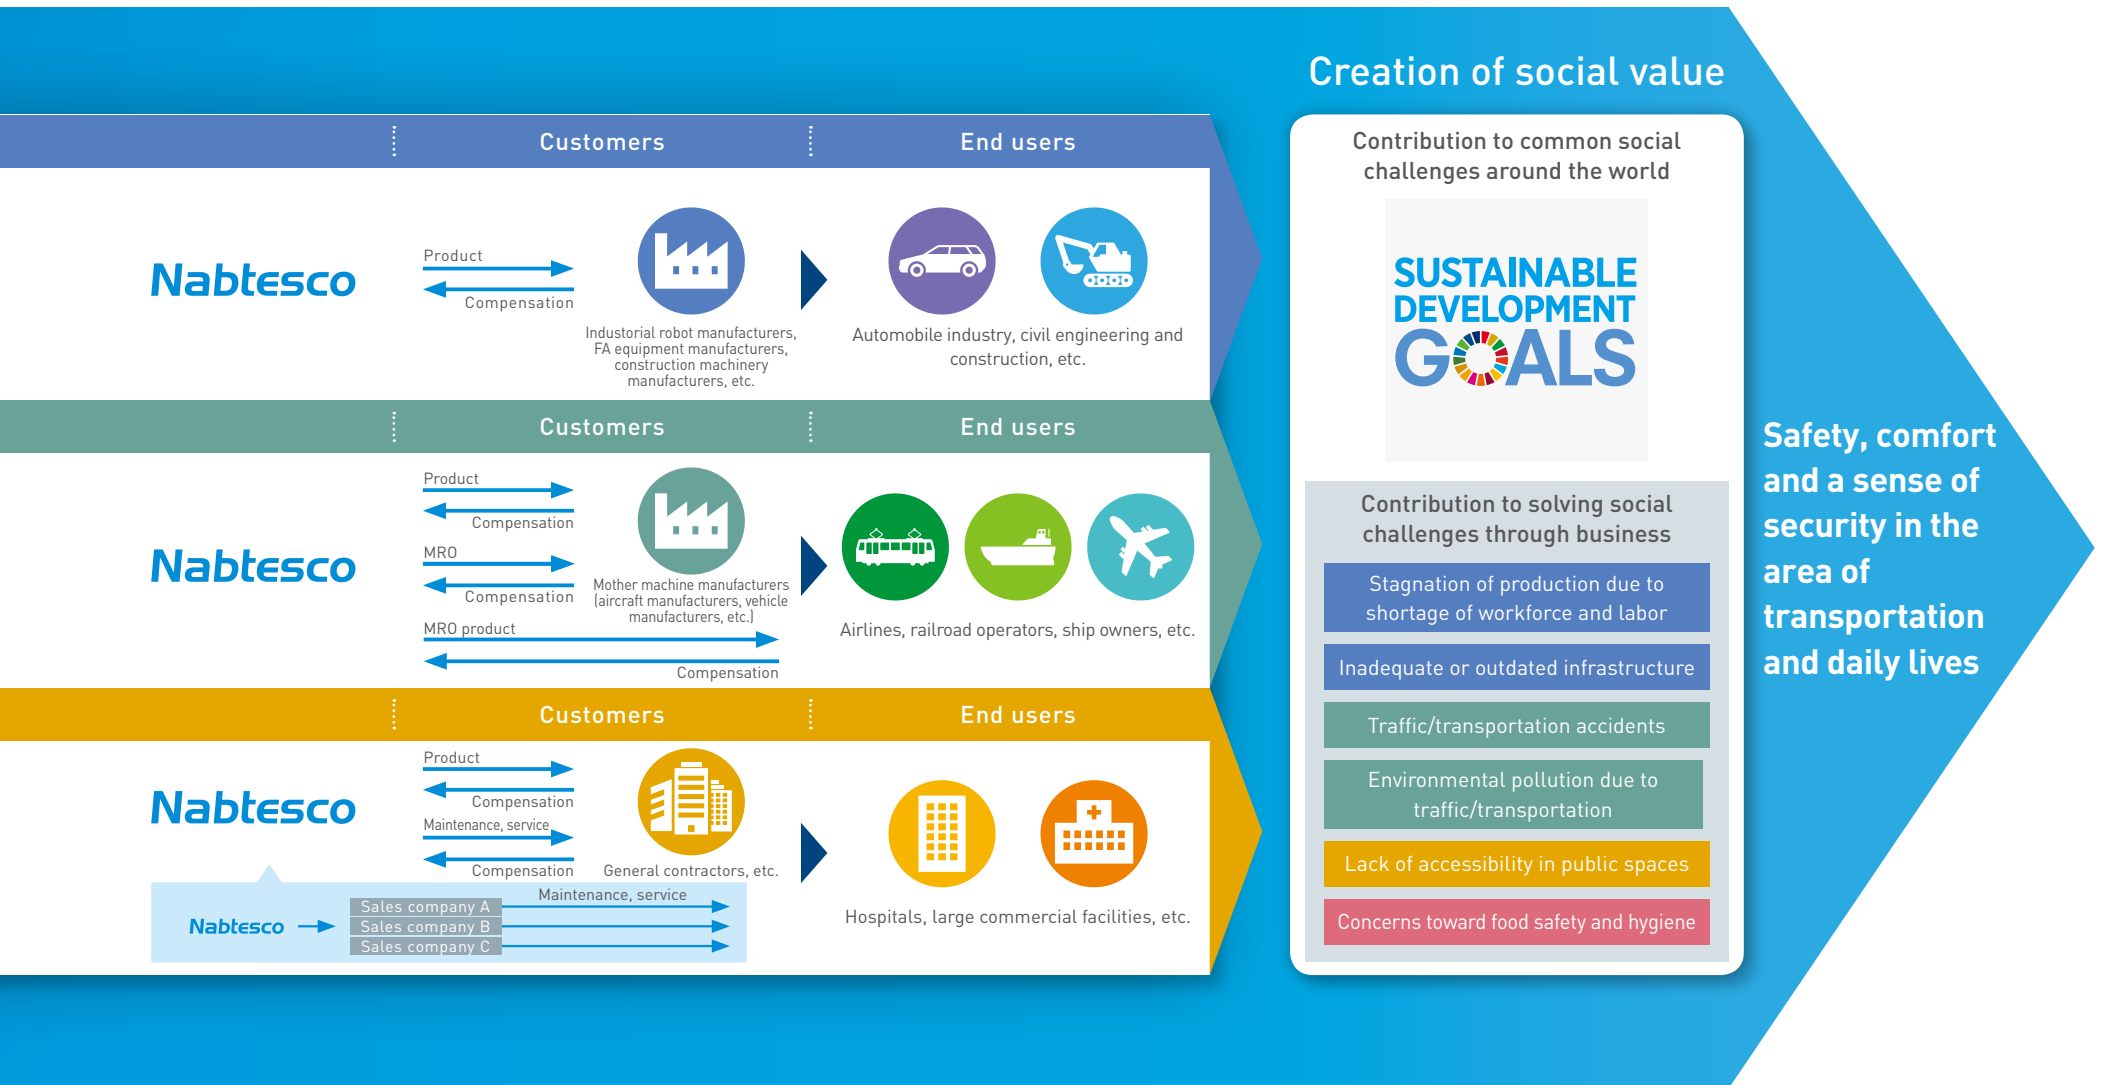 Creation of social value
Customers
End users
Nabtesco
Product
Compensation
Industorial robot manufacturers,
FA equipment manufacturers,
construction machinery
manufacturers, etc.
Automobile industry, civil engineering and
construction, etc.
Customers
End users
Nabtesco
Product
Compensation
MRO
Compensation
MRO product
Compensation
Mother machine manufacturers
(aircraft manufacturers, vehicle
manufacturers, etc.)
Airlines, railroad operators, ship owners, etc.
Customers
End users
Nabtesco
Product
Compensation
Maintenance, service
Compensation
General contractors, etc.
Hospitals, large commercial facilities, etc.
Nabtesco
Sales company A
Sales company B
Sales company C
Maintenance, service
Contribution to common social
challenges around the world
SUSTAINABLE
DEVELOPMENT
GOALS
Contribution to solving social
challenges through business
Stagnation of production due to
shortage of workforce and labor
Inadequate or outdated infrastructure
Traffic/transportation accidents
Environmental pollution due to
traffic/transportation
Lack of accessibility in public spaces
Concerns toward food safety and hygiene
Safety, comfort
and a sense of
security in the
area of
transportation
and daily lives